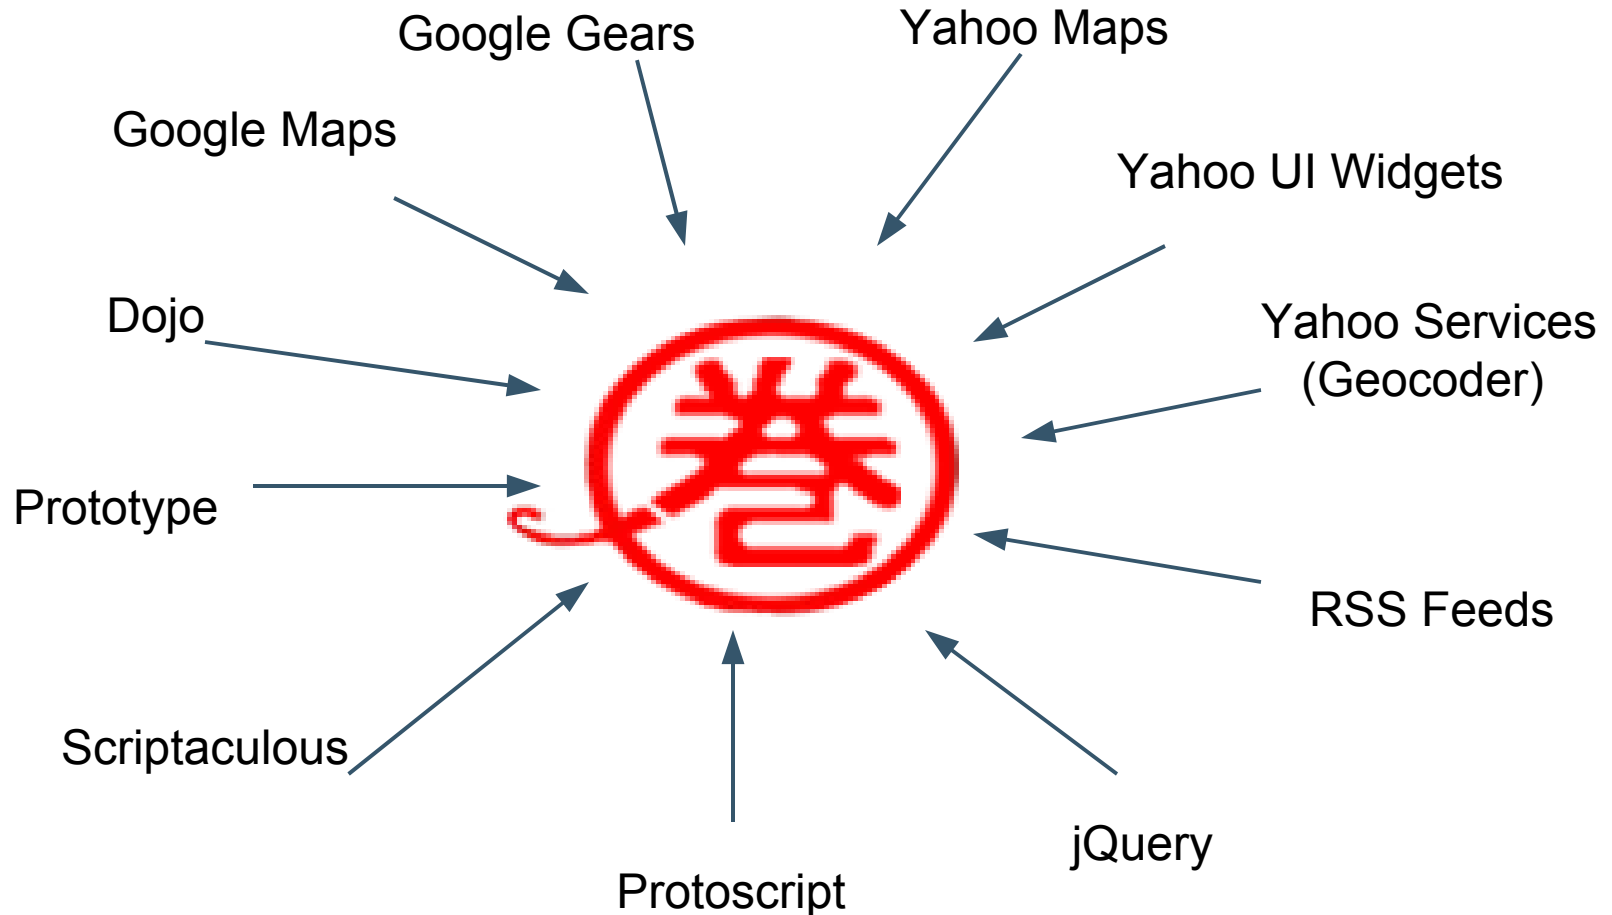 Google Gears
Yahoo Maps
Google Maps
Yahoo UI Widgets
Dojo
Yahoo Services
(Geocoder)
巻
Prototype
RSS Feeds
Scriptaculous
jQuery
Protoscript